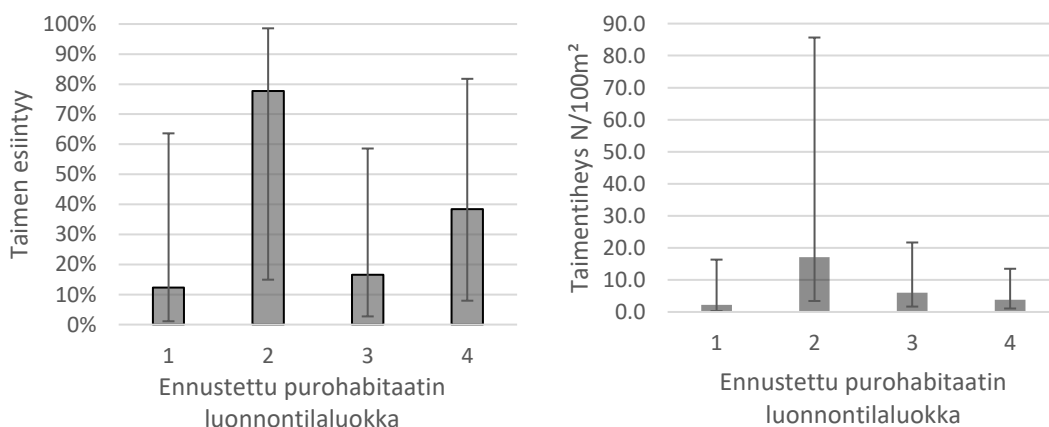 Taimen esiintyy
100%
90%
80%
70%
60%
50%
40%
30%
20%
10%
0%
1 2 3 4
Ennustettu purohabitaatin
luonnontilaluokka
Taimentiheys N/100m²
90.0
80.0
70.0
60.0
50.0
40.0
30.0
20.0
10.0
0.0
1 2 3 4
Ennustettu purohabitaatin
luonnontilaluokka